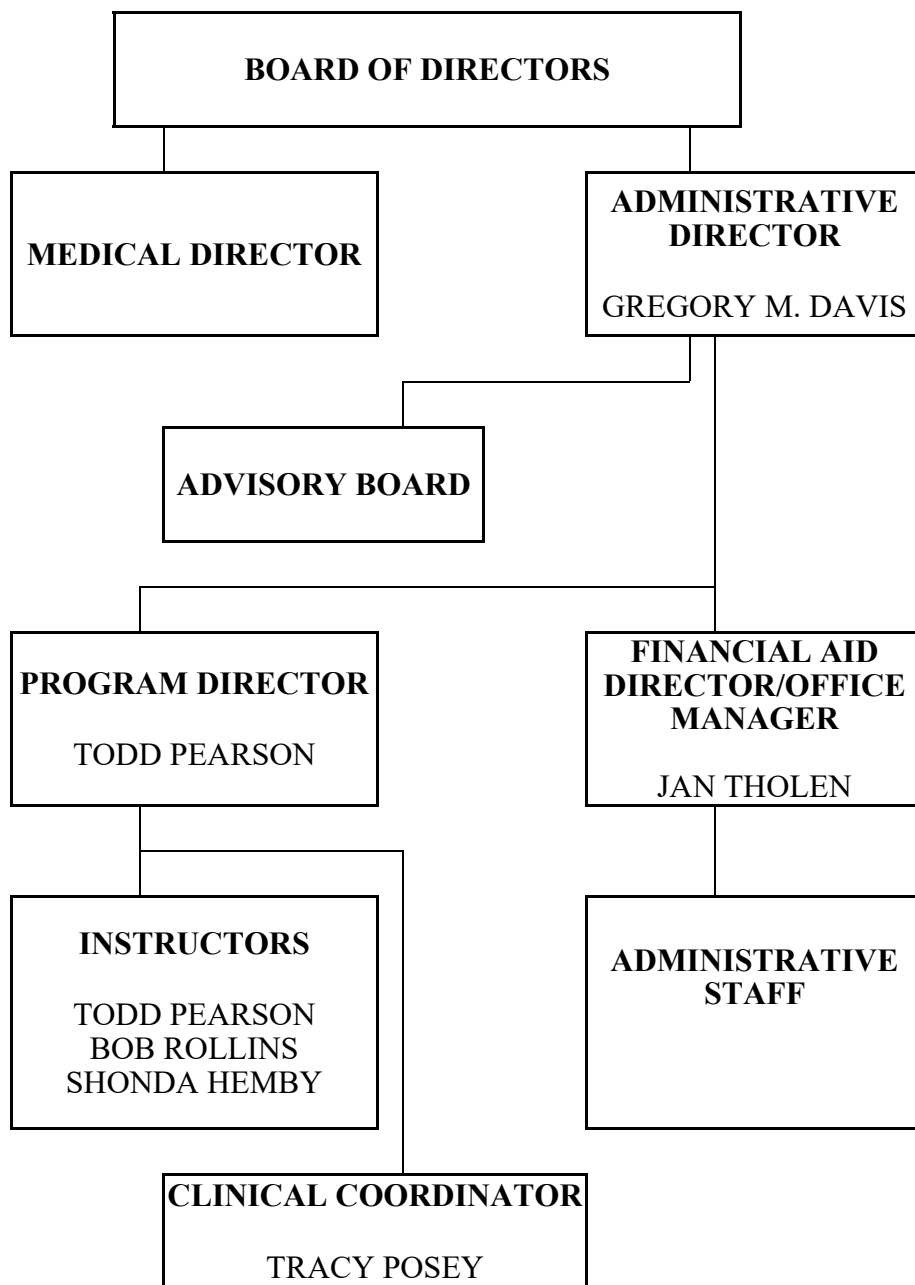 BOARD OF DIRECTORS
MEDICAL DIRECTOR
ADMINISTRATIVE
DIRECTOR
GREGORY M. DAVIS
ADVISORY BOARD
PROGRAM DIRECTOR
TODD PEARSON
FINANCIAL AID
DIRECTOR/OFFICE
MANAGER
JAN THOLEN
INSTRUCTORS
TODD PEARSON
BOB ROLLINS
SHONDA HEMBY
ADMINISTRATIVE
STAFF
CLINICAL COORDINATOR
TRACY POSEY